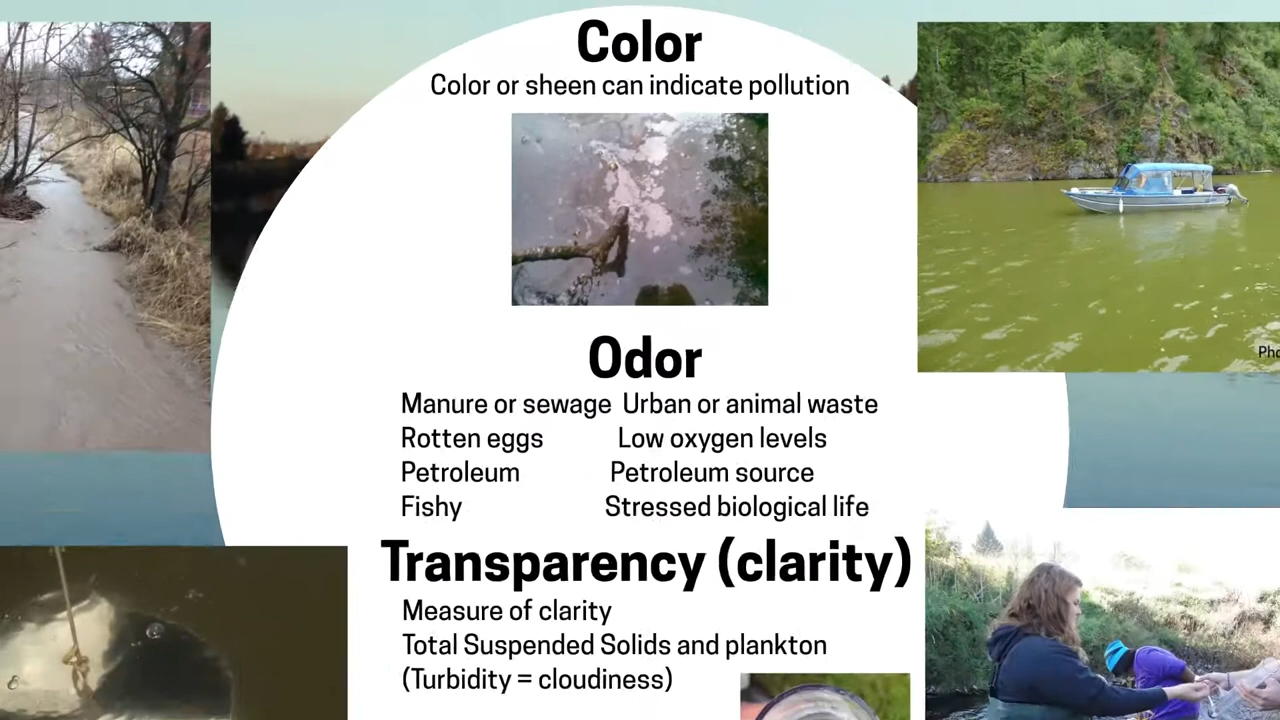 Color
Color or sheen can indicate pollution
Odor
Manure or sewage Urban or animal waste
Rotten eggs Low oxygen levels
Petroleum Petroleum source
Fishy Stressed biological life
Transparency (clarity)
Measure of clarity
Total Suspended Solids and plankton
(Turbidity = cloudiness)